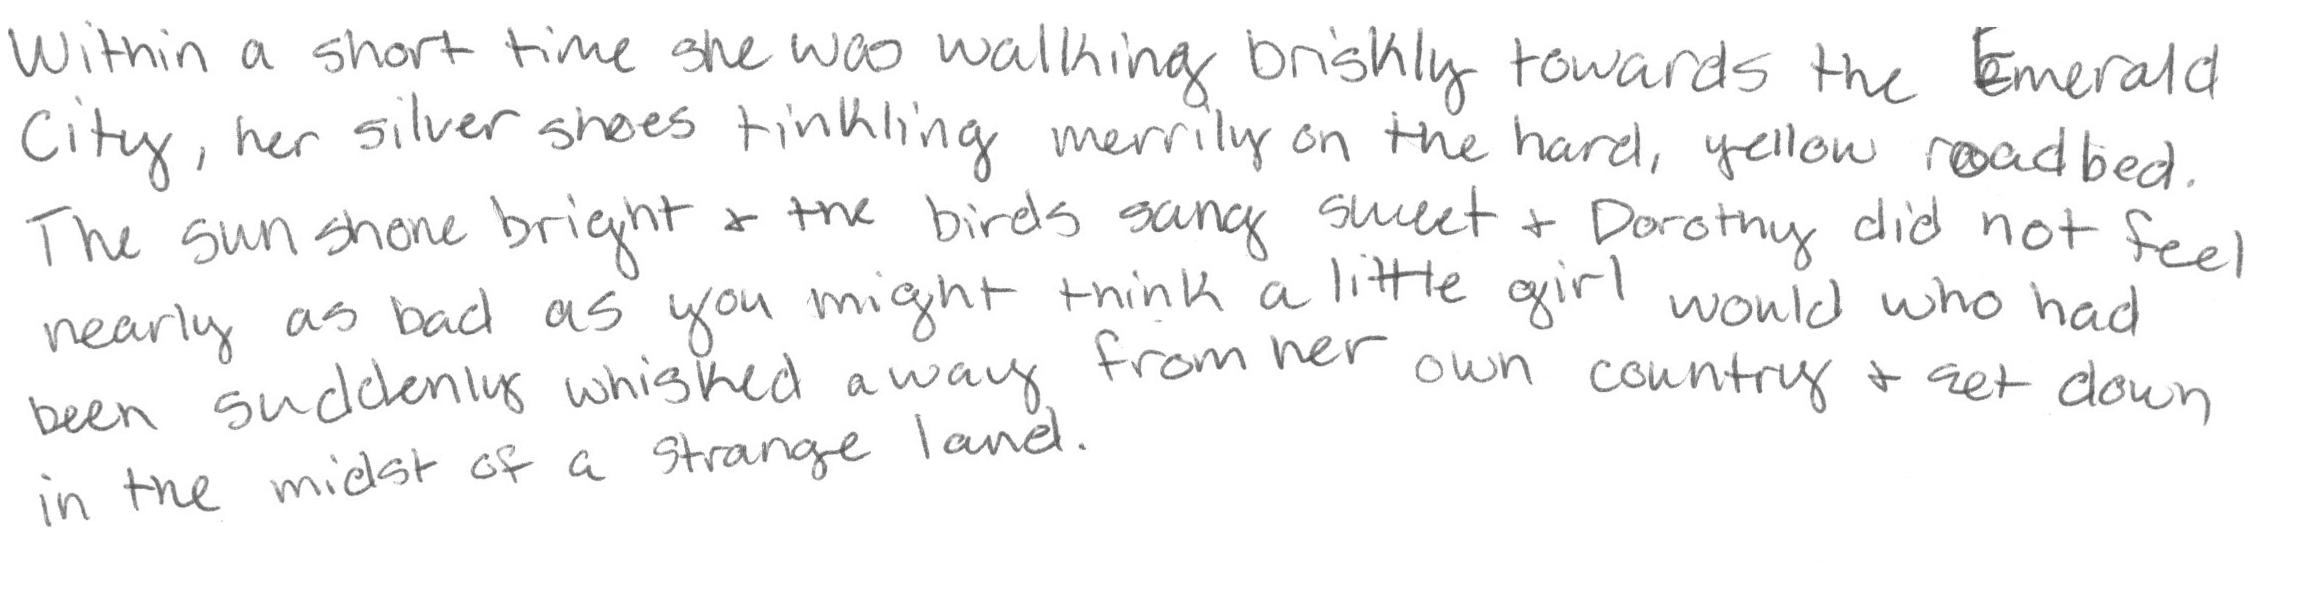 Within a short time she was walking briskly towards the Emerald
City, her silver shoes tinkling merrily on the hard, yellow roadbed.
The sun shone bright + the birds sang sweet + Dorothy did not feel
nearly as bad as you might think a little girl would who had
been suddenly whisked away from her own country + set down
in the midst of a strange land.